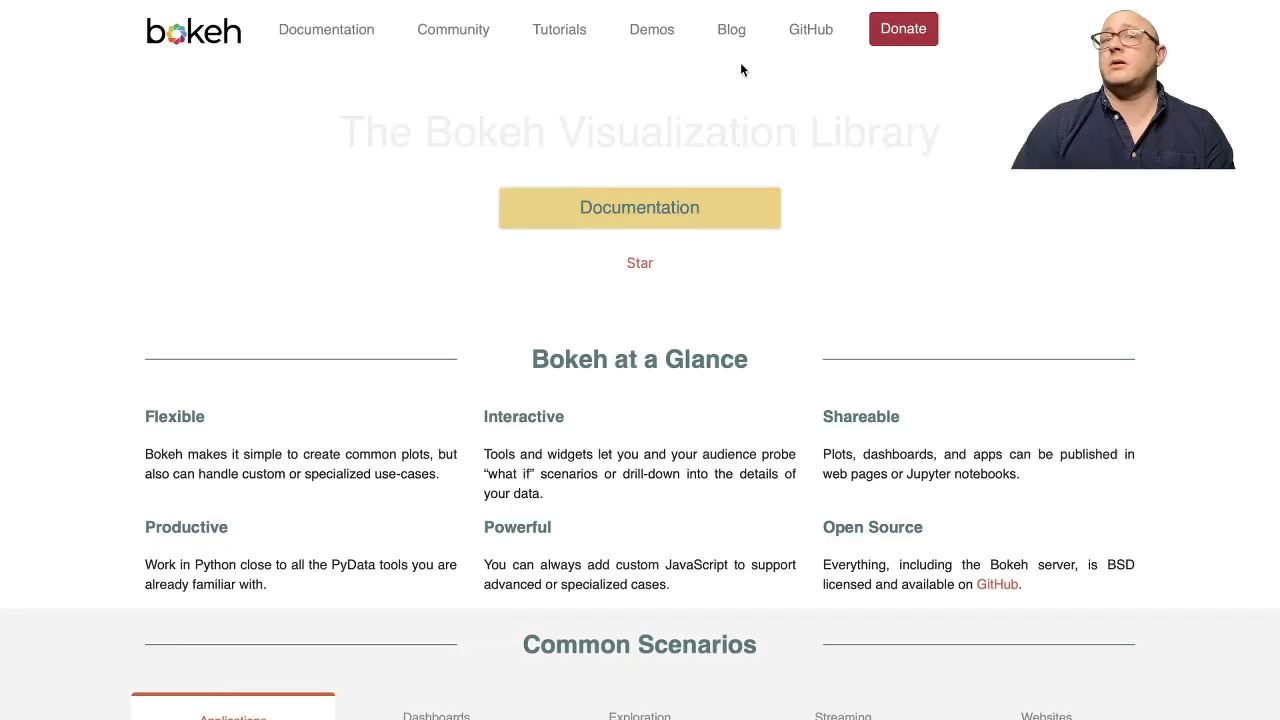 bokeh Documentation Community Tutorials Demos Blog GitHub Donate
The Bokeh Visualization Library
Documentation
Star
Bokeh at a Glance
Flexible
Bokeh makes it simple to create common plots, but
also can handle custom or specialized use-cases.
Interactive
Tools and widgets let you and your audience probe
“what if” scenarios or drill-down into the details of
your data.
Shareable
Plots, dashboards, and apps can be published in
web pages or Jupyter notebooks.
Productive
Work in Python close to all the PyData tools you are
already familiar with.
Powerful
You can always add custom JavaScript to support
advanced or specialized cases.
Open Source
Everything, including the Bokeh server, is BSD
licensed and available on GitHub.
Common Scenarios
Applications Dashboards Exploration Streaming Websites